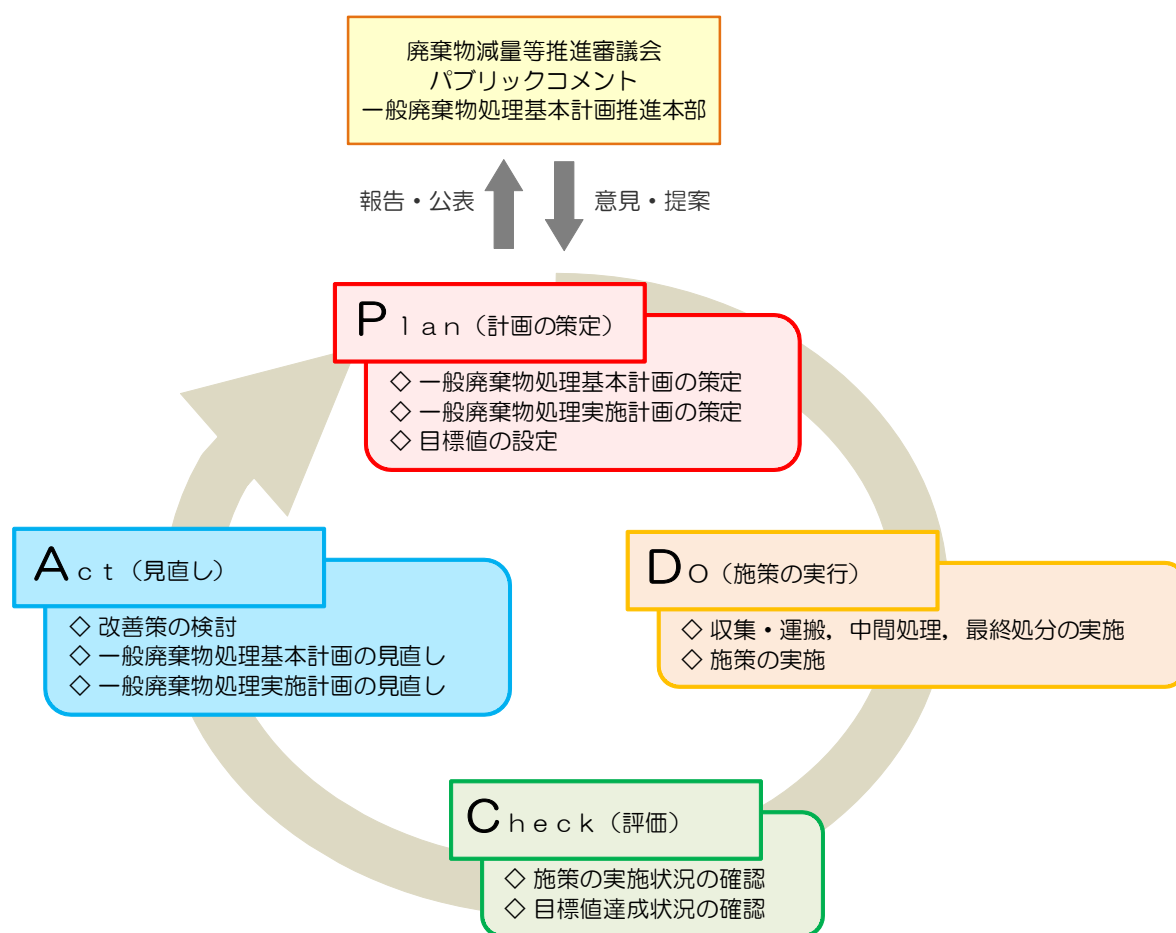 廃棄物減量等推進審議会
パブリックコメント
一般廃棄物処理基本計画推進本部
報告・公表
意見・提案
Plan（計画の策定）
◇ 一般廃棄物処理基本計画の策定
◇ 一般廃棄物処理実施計画の策定
◇ 目標値の設定
Do（施策の実行）
◇ 収集・運搬，中間処理，最終処分の実施
◇ 施策の実施
Check（評価）
◇ 施策の実施状況の確認
◇ 目標値達成状況の確認
Act（見直し）
◇ 改善策の検討
◇ 一般廃棄物処理基本計画の見直し
◇ 一般廃棄物処理実施計画の見直し